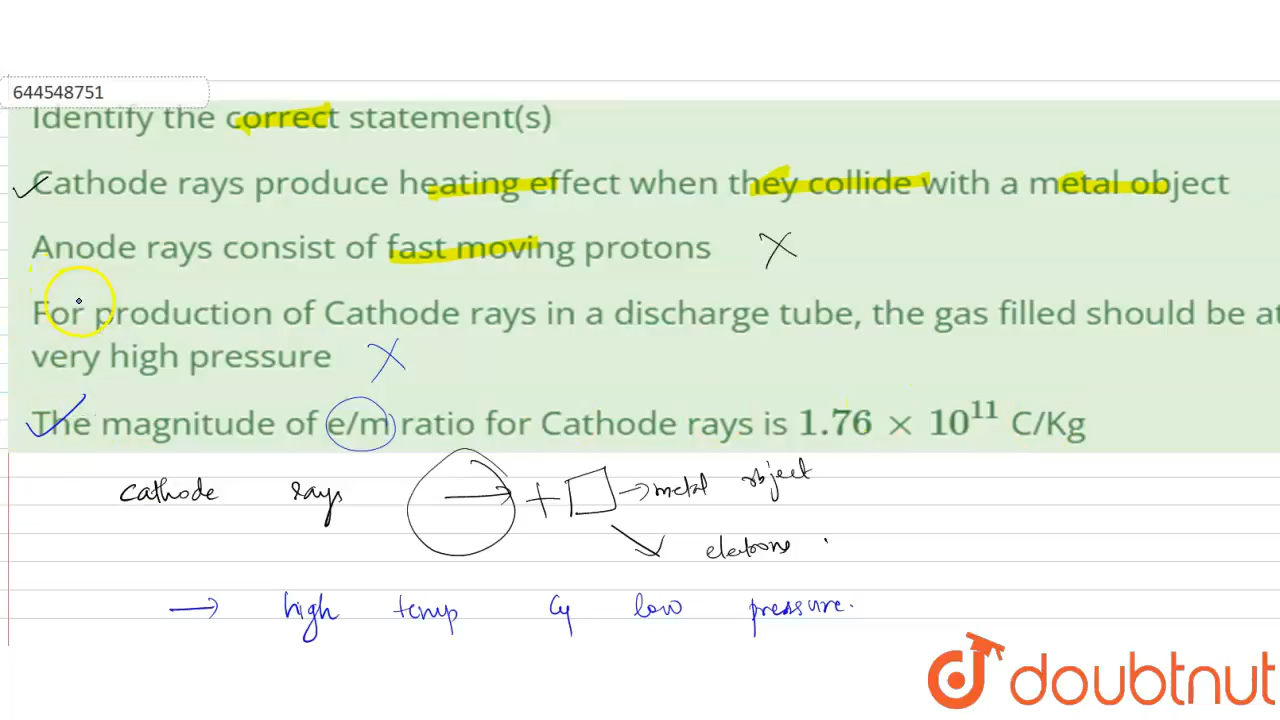 644548751
Identify the correct statement(s)
Cathode rays produce heating effect when they collide with a metal object
Anode rays consist of fast moving protons
For production of Cathode rays in a discharge tube, the gas filled should be at
very high pressure
The magnitude of e/m ratio for Cathode rays is 1.76 × 10¹¹ C/Kg
cathode rays + → metal object
eletrons
→ high temp low pressure.
doubtnut